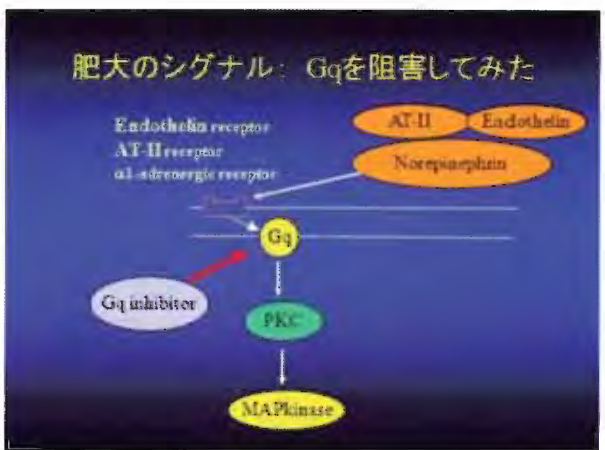 肥大のシグナル： Gqを阻害してみた
Endothelin receptor
AT-II receptor
α1-adrenergic receptor
AT-II
Endothelin
Norepinephrin
Gq
Gq inhibitor
PKC
MAPkinase